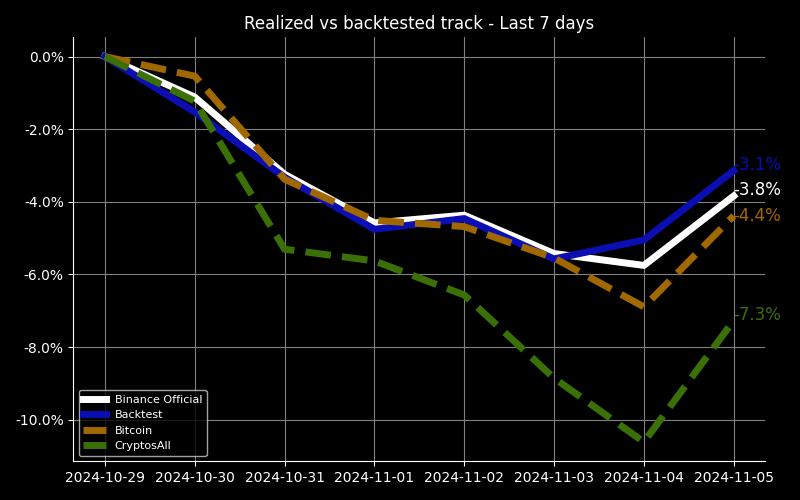 Realized vs backtested track - Last 7 days
0.0%
-2.0%
-4.0%
-6.0%
-8.0%
-10.0%
-3.1%
-3.8%
-4.4%
-7.3%
Binance Official
Backtest
Bitcoin
CryptosAll
2024-10-29 2024-10-30 2024-10-31 2024-11-01 2024-11-02 2024-11-03 2024-11-04 2024-11-05